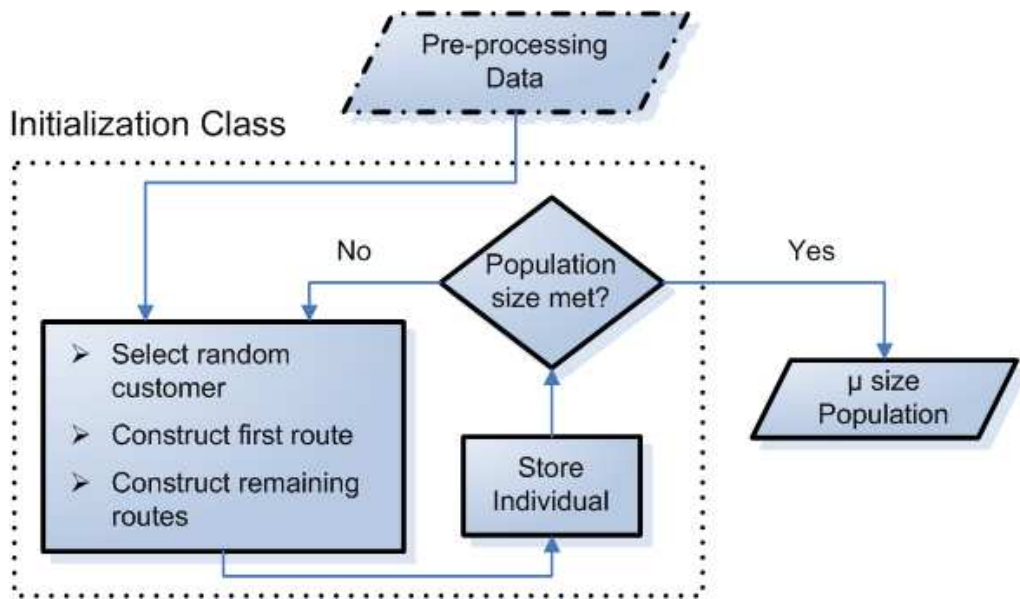 Pre-processing
Data
Initialization Class
No
Population
size met?
Yes
➢ Select random
customer
➢ Construct first route
➢ Construct remaining
routes
Store
Individual
µ size
Population